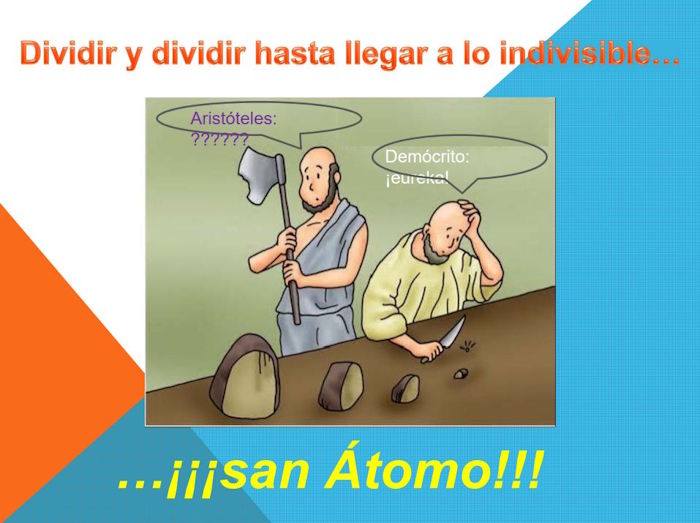 Dividir y dividir hasta llegar a lo indivisible...
Aristóteles:
??????
Demócrito:
¡eureka!
...¡¡¡san Átomo!!!